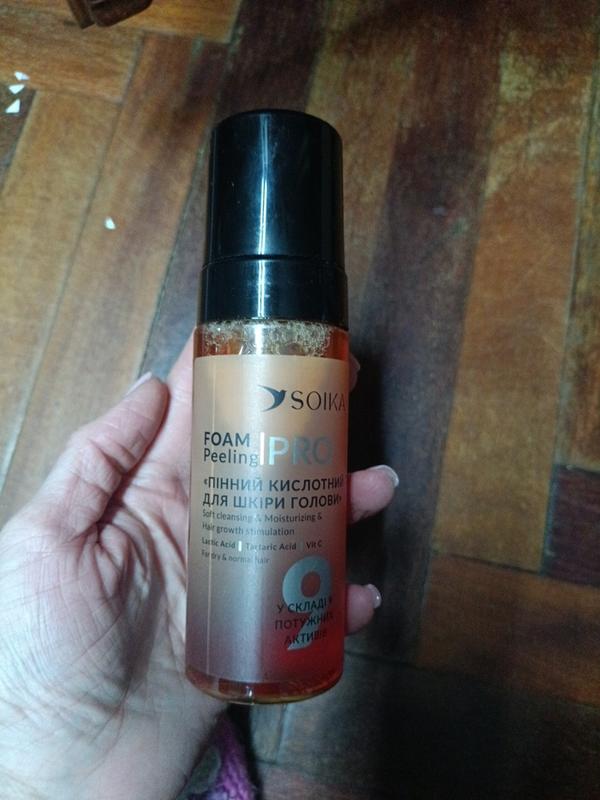 SOIKA
FOAM
Peeling PRO
«ПІННИЙ КИСЛОТНИЙ
ДЛЯ ШКІРИ ГОЛОВИ»
Soft cleansing & Moisturizing &
Hair growth stimulation
Lactic Acid | Tartaric Acid | Vit C
For dry & normal hair
9
У СКЛАДІ 9
ПОТУЖНИХ
АКТИВІВ